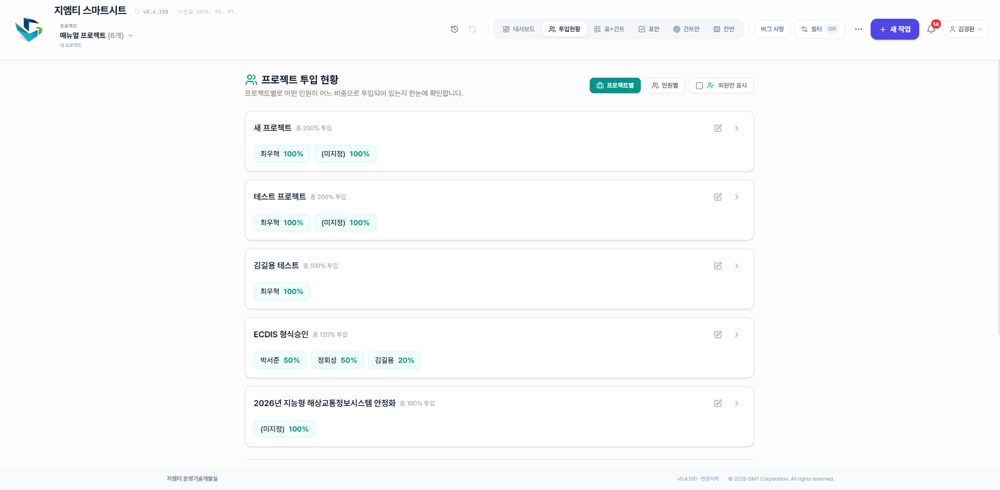 지엠티 스마트시트 v0.4.150 · 수정일 2026. 05. 07.
프로젝트
매뉴얼 프로젝트 (6개)
내 프로젝트
대시보드 투입현황 표+간트 표만 간트만 칸반 버그 사항 필터 Off ··· + 새 작업 14 김경환
프로젝트 투입 현황
프로젝트별로 어떤 인원이 어느 비중으로 투입되어 있는지 한눈에 확인합니다.
프로젝트별 인원별 회원만 표시
새 프로젝트 총 200% 투입
최우혁 100% (미지정) 100%
테스트 프로젝트 총 200% 투입
최우혁 100% (미지정) 100%
김길용 테스트 총 100% 투입
최우혁 100%
ECDIS 형식승인 총 120% 투입
박서준 50% 정회성 50% 김길용 20%
2026년 지능형 해상교통정보시스템 안정화 총 100% 투입
(미지정) 100%
지엠티 운영기술개발실 v0.4.150 · 변경이력 · © 2026 GMT Corporation. All rights reserved.